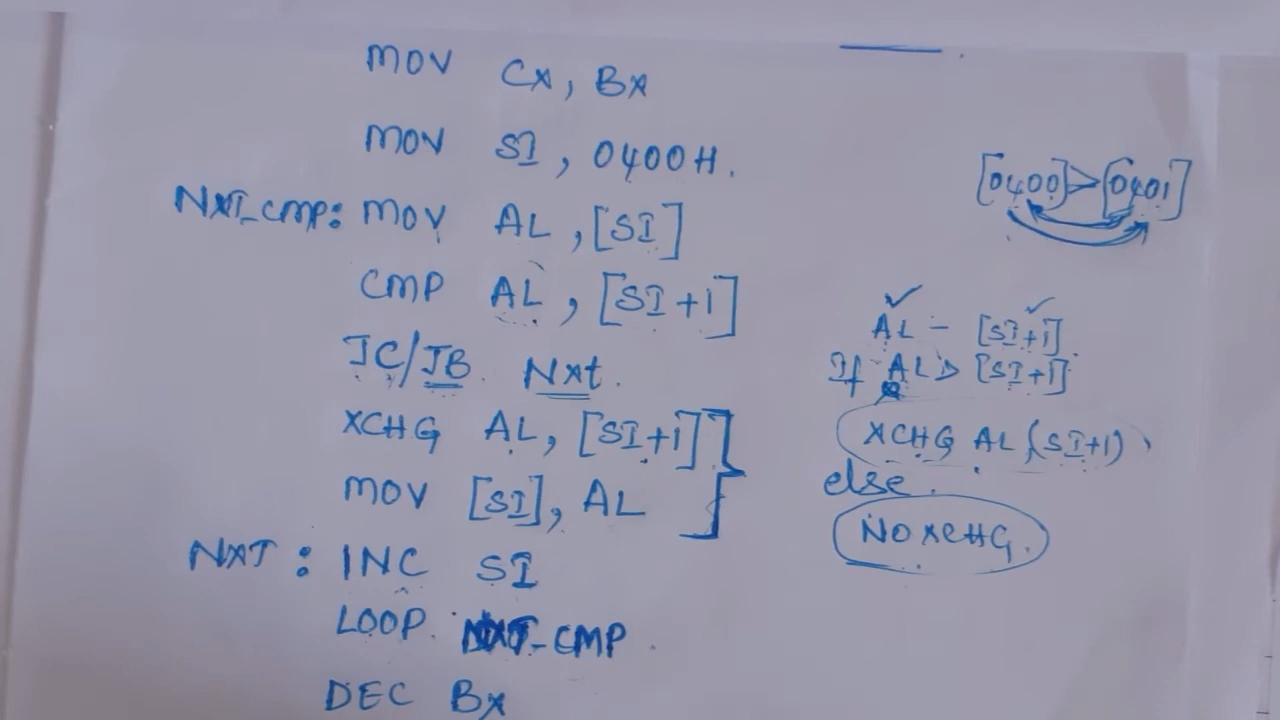 MOV CX, BX
MOV SI, 0400H.
NXT_CMP: MOV AL, [SI]
CMP AL, [SI+1]
JC/JB Nxt.
XCHG AL, [SI+1]
MOV [SI], AL
NXT : INC SI
LOOP NXT_CMP.
DEC BX
[0400]>[0401]
AL - [SI+1].
If AL> [SI+1]
XCHG AL,(SI+1)
else.
NO XCHG.